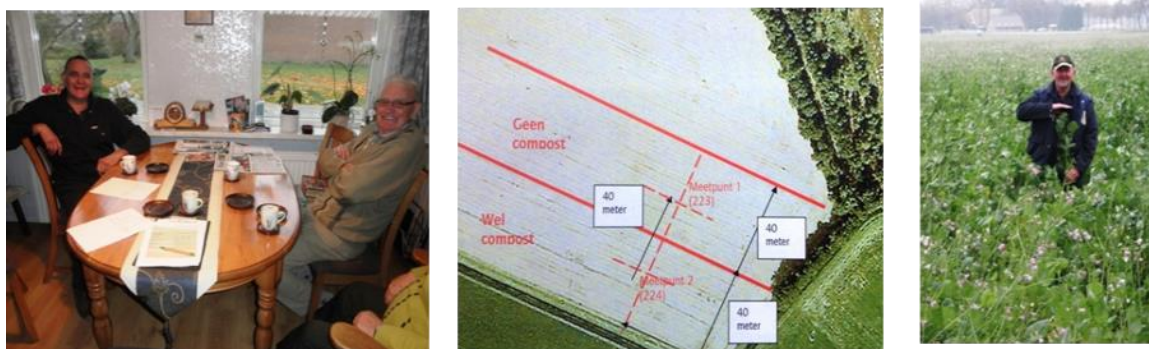 Geen
compost
40
meter
Meetpunt 1
(223)
Wel
compost
40
meter
Meetpunt 2
(224)
40
meter